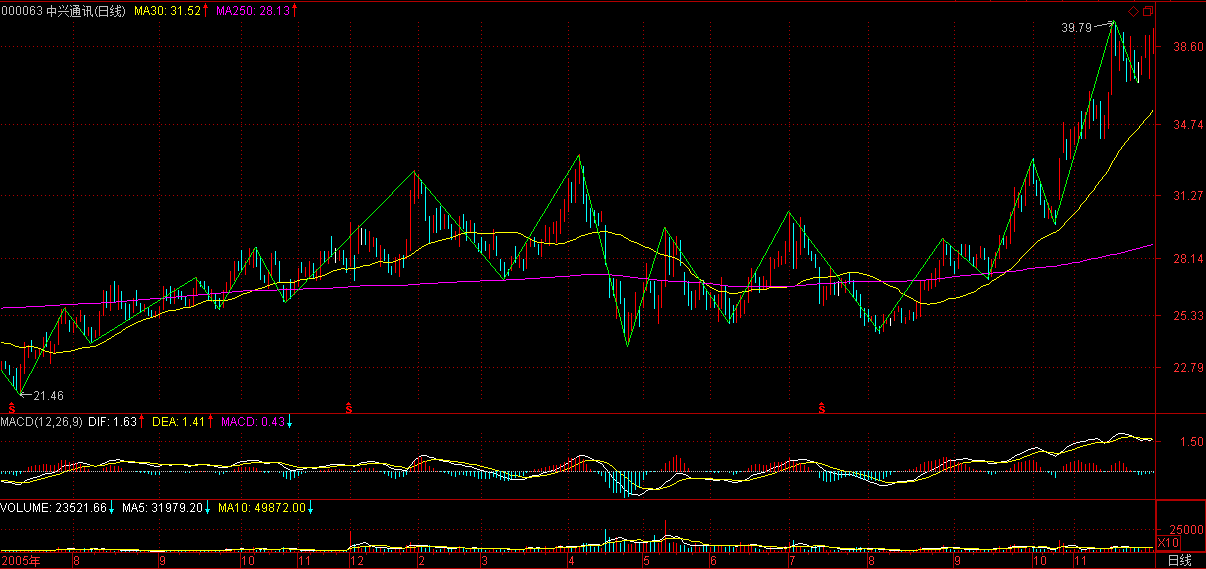 000063 中兴通讯(日线) MA30: 31.52↑ MA250: 28.13↑
39.79
38.60
34.74
31.27
28.14
25.33
22.79
21.46
$ $ $
MACD(12,26,9) DIF: 1.63↑ DEA: 1.41↑ MACD: 0.43↓
1.50
VOLUME: 23521.66↓ MA5: 31979.20↓ MA10: 49872.00↓
25000
X10
2005年 8 9 10 11 12 2 3 4 5 6 7 8 9 10 11 日线